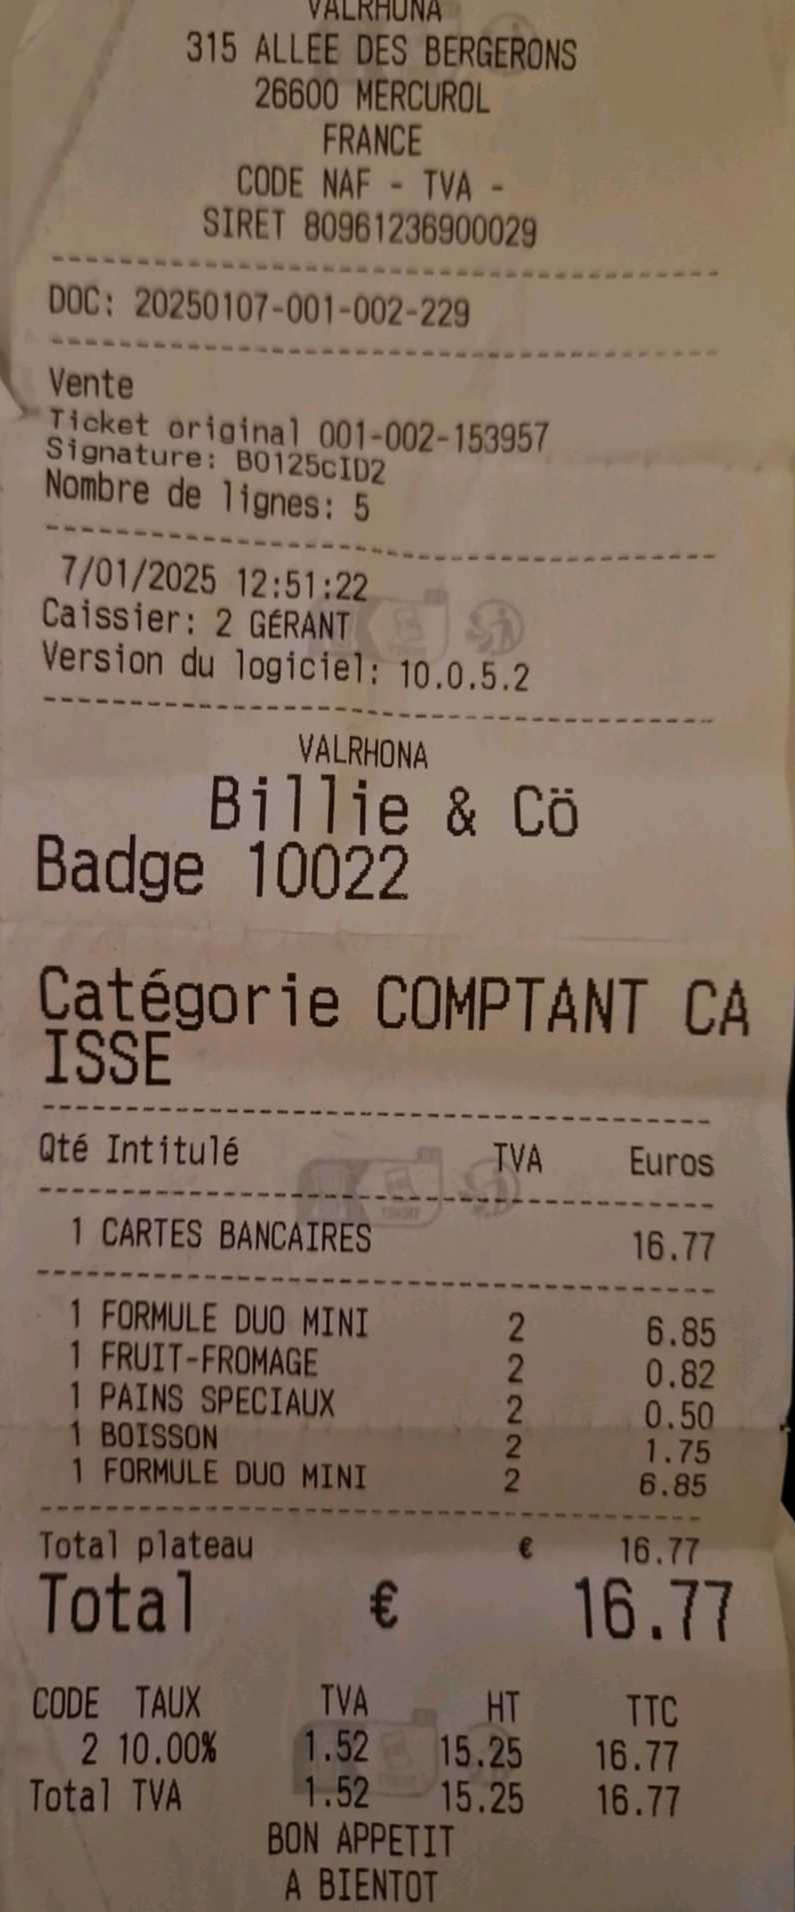 VALRHONA
315 ALLEE DES BERGERONS
26600 MERCUROL
FRANCE
CODE NAF - TVA -
SIRET 80961236900029
DOC: 20250107-001-002-229
Vente
Ticket original 001-002-153957
Signature: B0125cID2
Nombre de lignes: 5
7/01/2025 12:51:22
Caissier: 2 GÉRANT
Version du logiciel: 10.0.5.2
VALRHONA
Billie & Cö
Badge 10022
Catégorie COMPTANT CA
ISSE
Qté Intitulé TVA Euros
1 CARTES BANCAIRES 16.77
1 FORMULE DUO MINI 2 6.85
1 FRUIT-FROMAGE 2 0.82
1 PAINS SPECIAUX 2 0.50
1 BOISSON 2 1.75
1 FORMULE DUO MINI 2 6.85
Total plateau € 16.77
Total € 16.77
CODE TAUX TVA HT TTC
2 10.00% 1.52 15.25 16.77
Total TVA 1.52 15.25 16.77
BON APPETIT
A BIENTOT